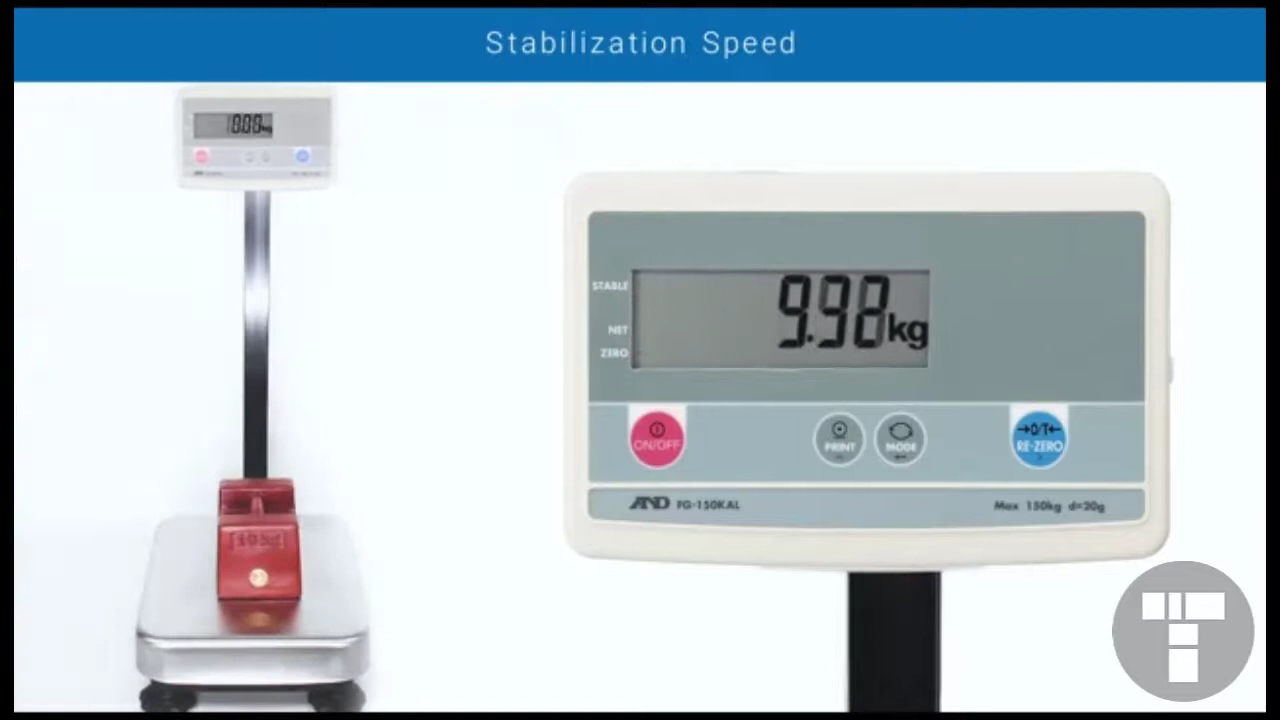 Stabilization Speed
STABLE
NET
ZERO
9.98kg
ON/OFF
PRINT
MODE
→0/T←
RE-ZERO
AND FG-150KAL
Max 150kg d=20g